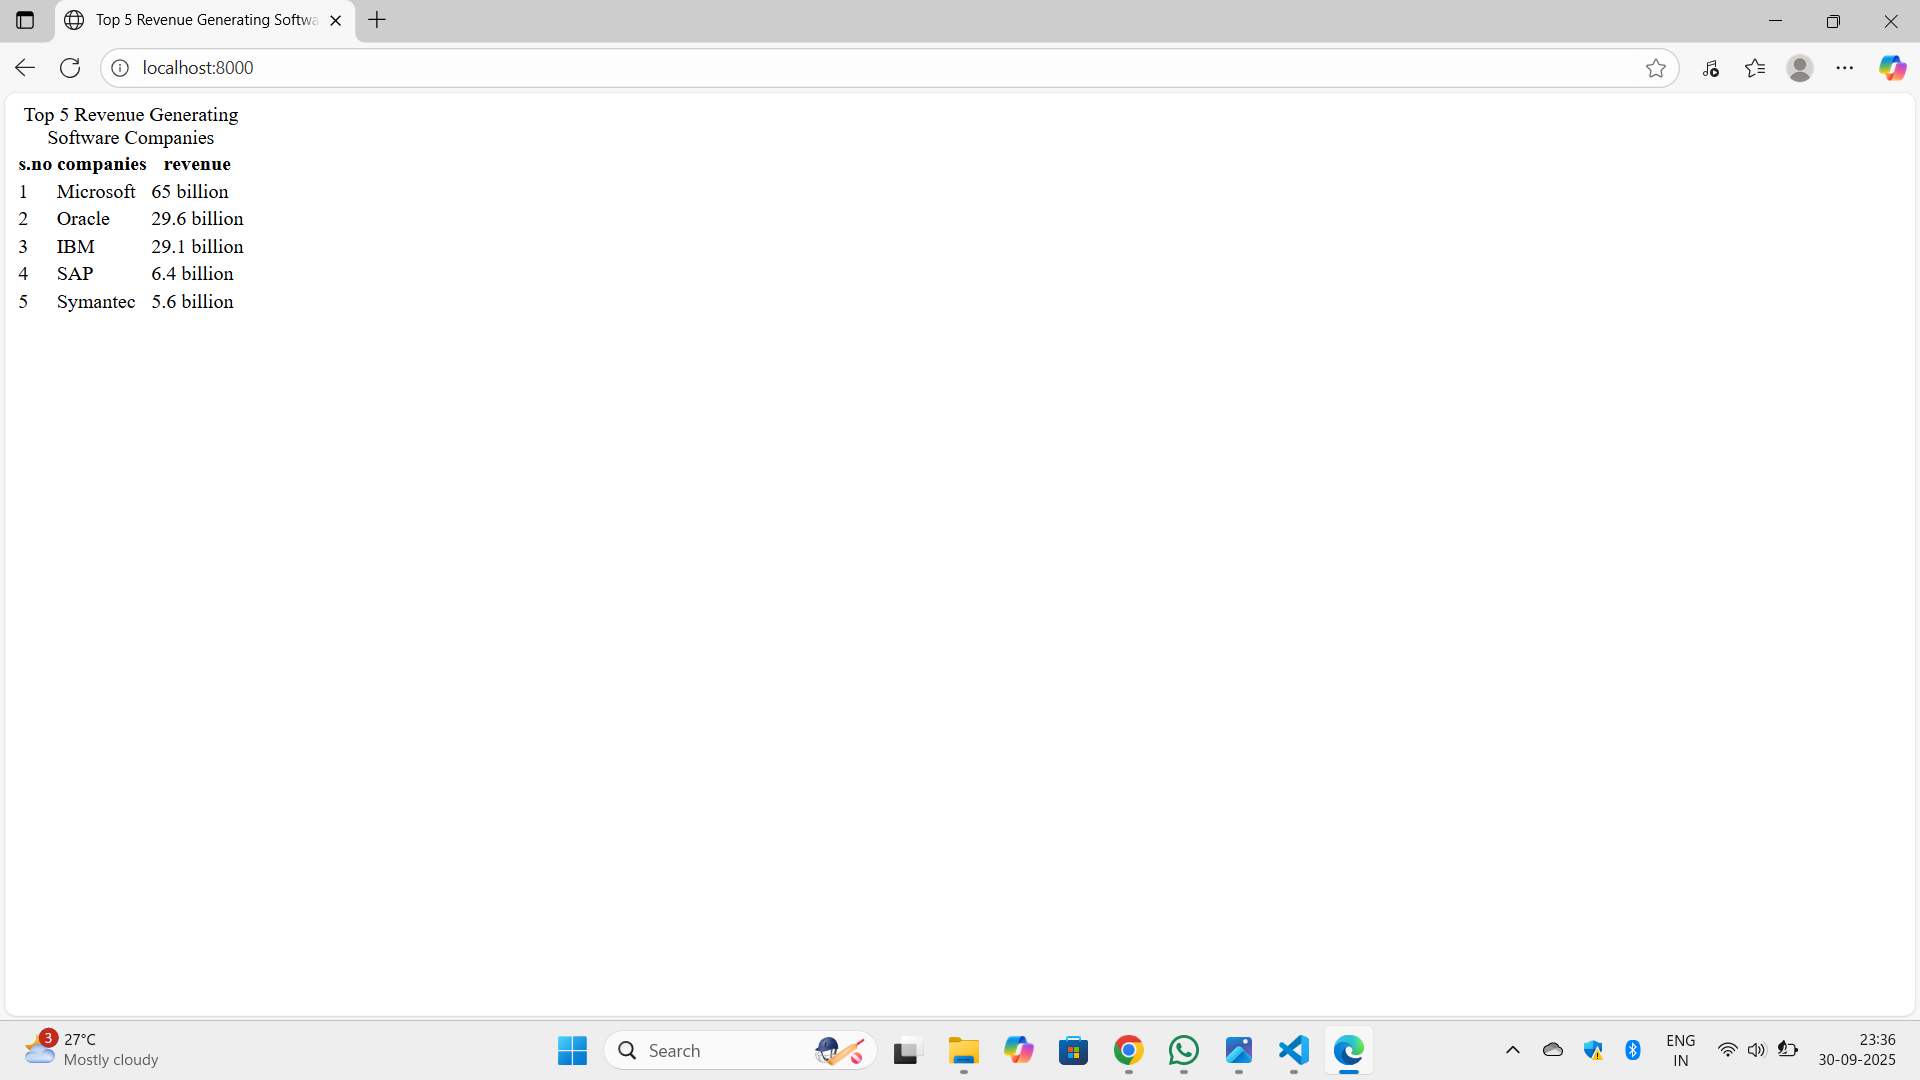 Top 5 Revenue Generating Softwa
localhost:8000
Top 5 Revenue Generating
Software Companies
s.no companies revenue
1 Microsoft 65 billion
2 Oracle 29.6 billion
3 IBM 29.1 billion
4 SAP 6.4 billion
5 Symantec 5.6 billion
3
27°C
Mostly cloudy
Search
ENG
IN
23:36
30-09-2025